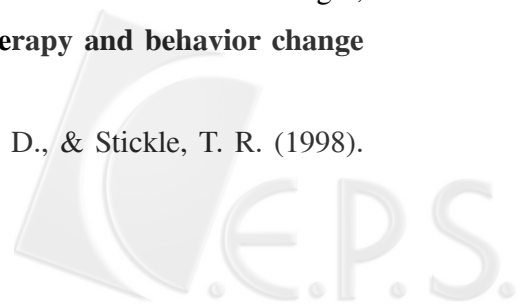 erapy and behavior change
D., & Stickle, T. R. (1998).
C.E.P.S.